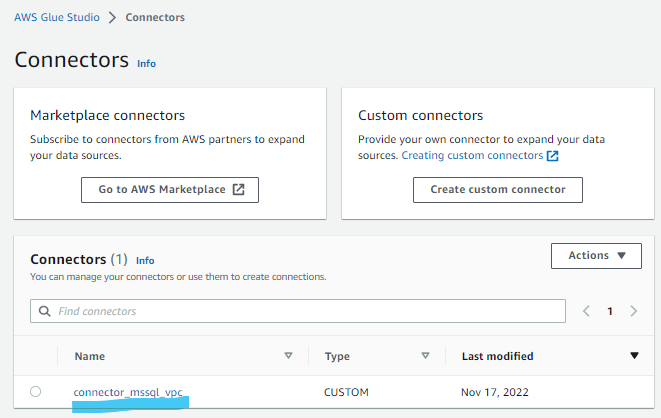 AWS Glue Studio > Connectors
Connectors Info
Marketplace connectors
Subscribe to connectors from AWS partners to expand
your data sources.
Go to AWS Marketplace
Custom connectors
Provide your own connector to expand your data
sources. Creating custom connectors
Create custom connector
Connectors (1) Info
You can manage your connectors or use them to create connections.
Actions
Find connectors
1
Name Type Last modified
connector_mssql_vpc CUSTOM Nov 17, 2022